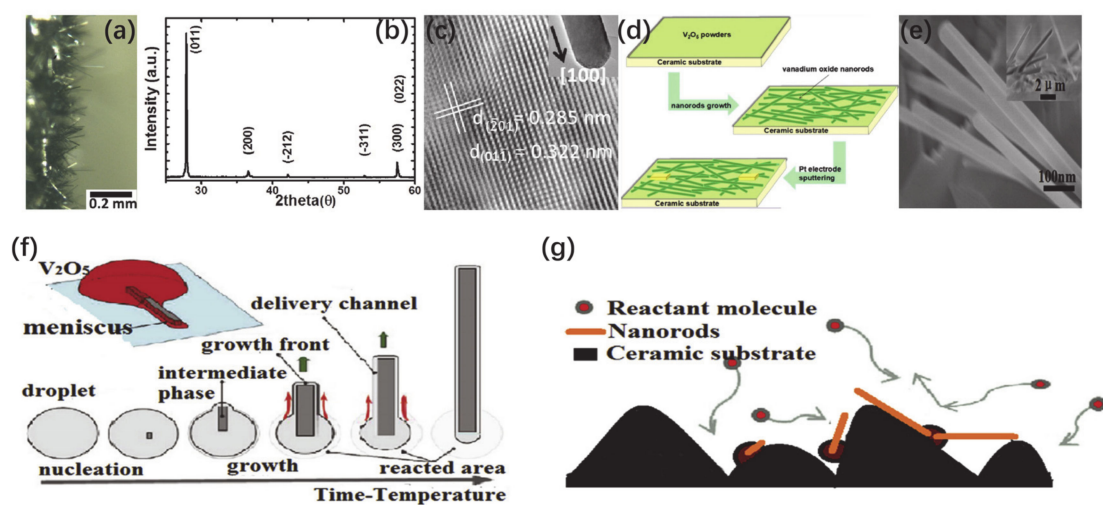 (a)
0.2 mm
(b)
Intensity (a.u.)
(011)
(200)
(-212)
(-311)
(300)
(022)
30
40
50
60
2theta(θ)
(c)
[100]
d(2̄01) = 0.285 nm
d(011) = 0.322 nm
(d)
V₂O₅ powders
Ceramic substrate
nanorods growth
vanadium oxide nanorods
Ceramic substrate
Pt electrode
sputtering
Ceramic substrate
(e)
2 μm
100nm
(f)
V₂O₅
meniscus
delivery channel
growth front
intermediate
phase
droplet
nucleation
growth
reacted area
Time-Temperature
(g)
Reactant molecule
Nanorods
Ceramic substrate